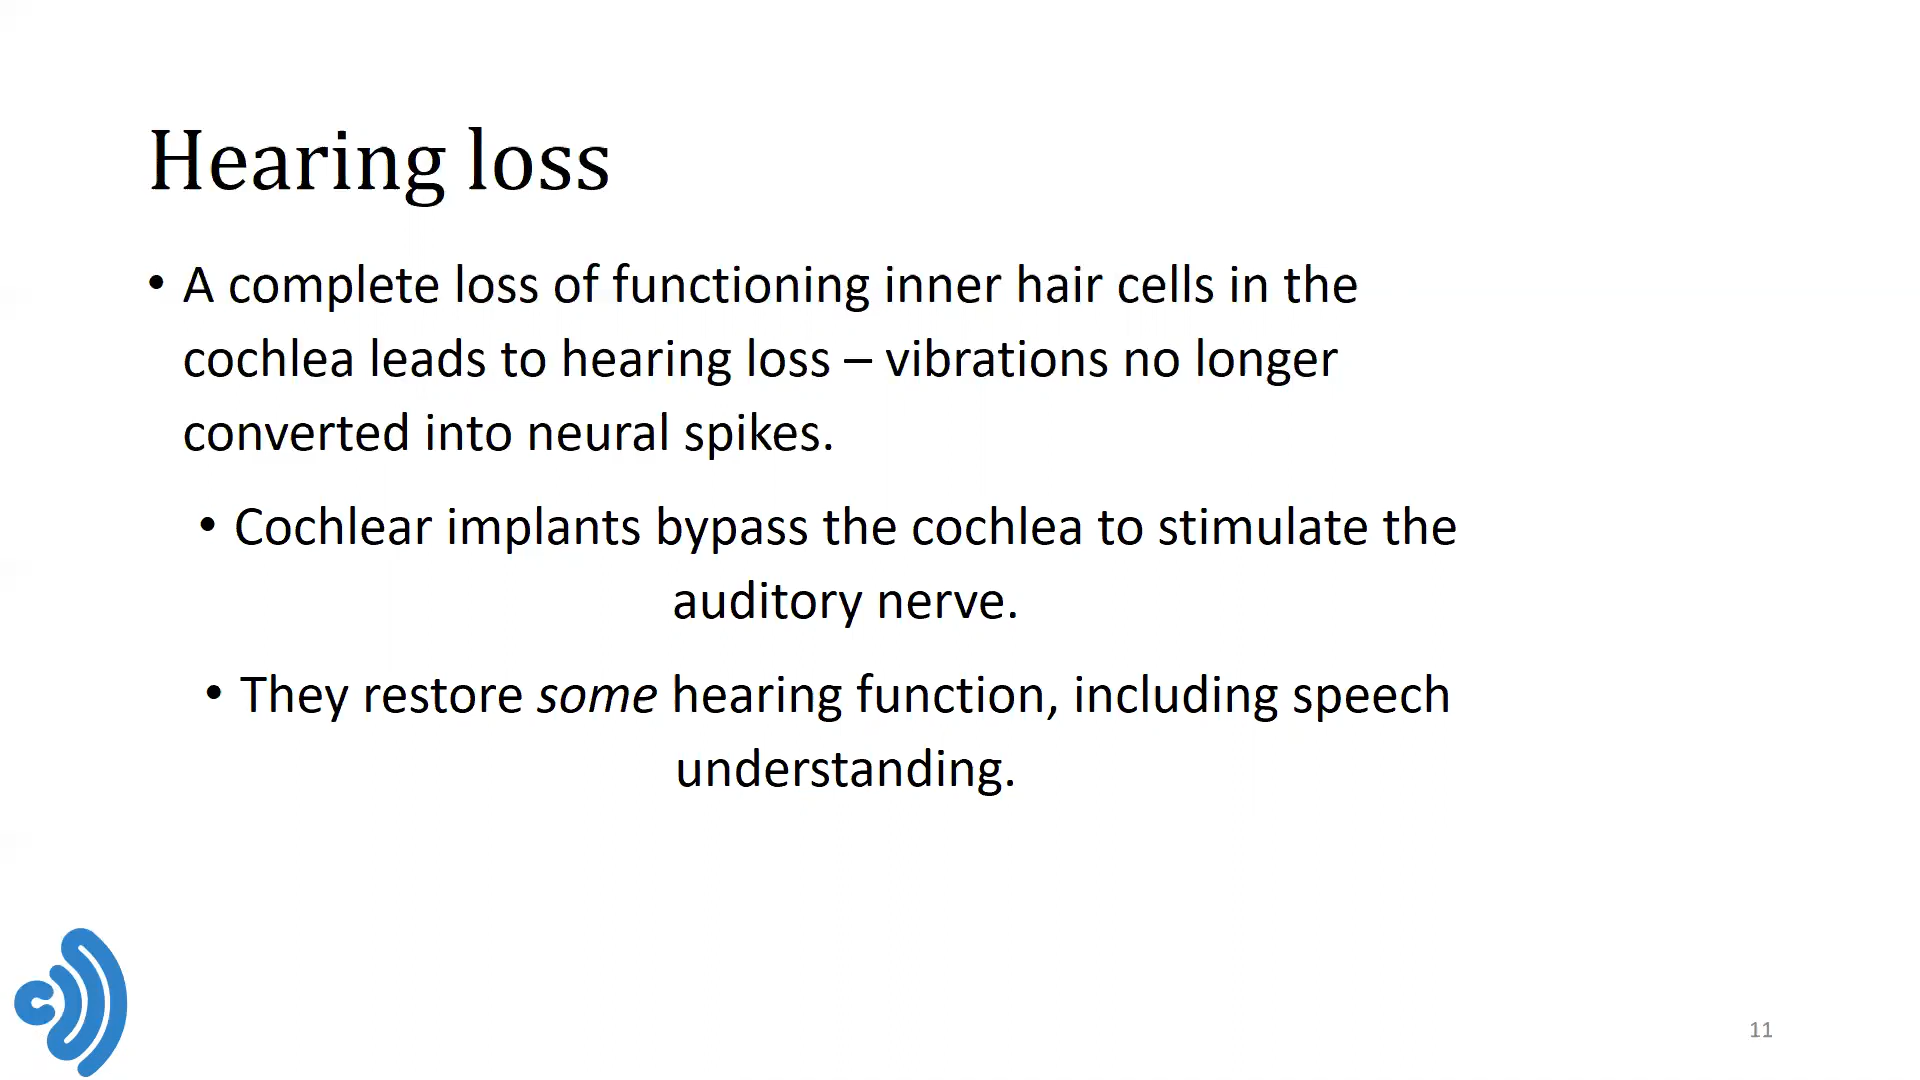 Hearing loss
• A complete loss of functioning inner hair cells in the
cochlea leads to hearing loss – vibrations no longer
converted into neural spikes.
• Cochlear implants bypass the cochlea to stimulate the
auditory nerve.
• They restore some hearing function, including speech
understanding.
11